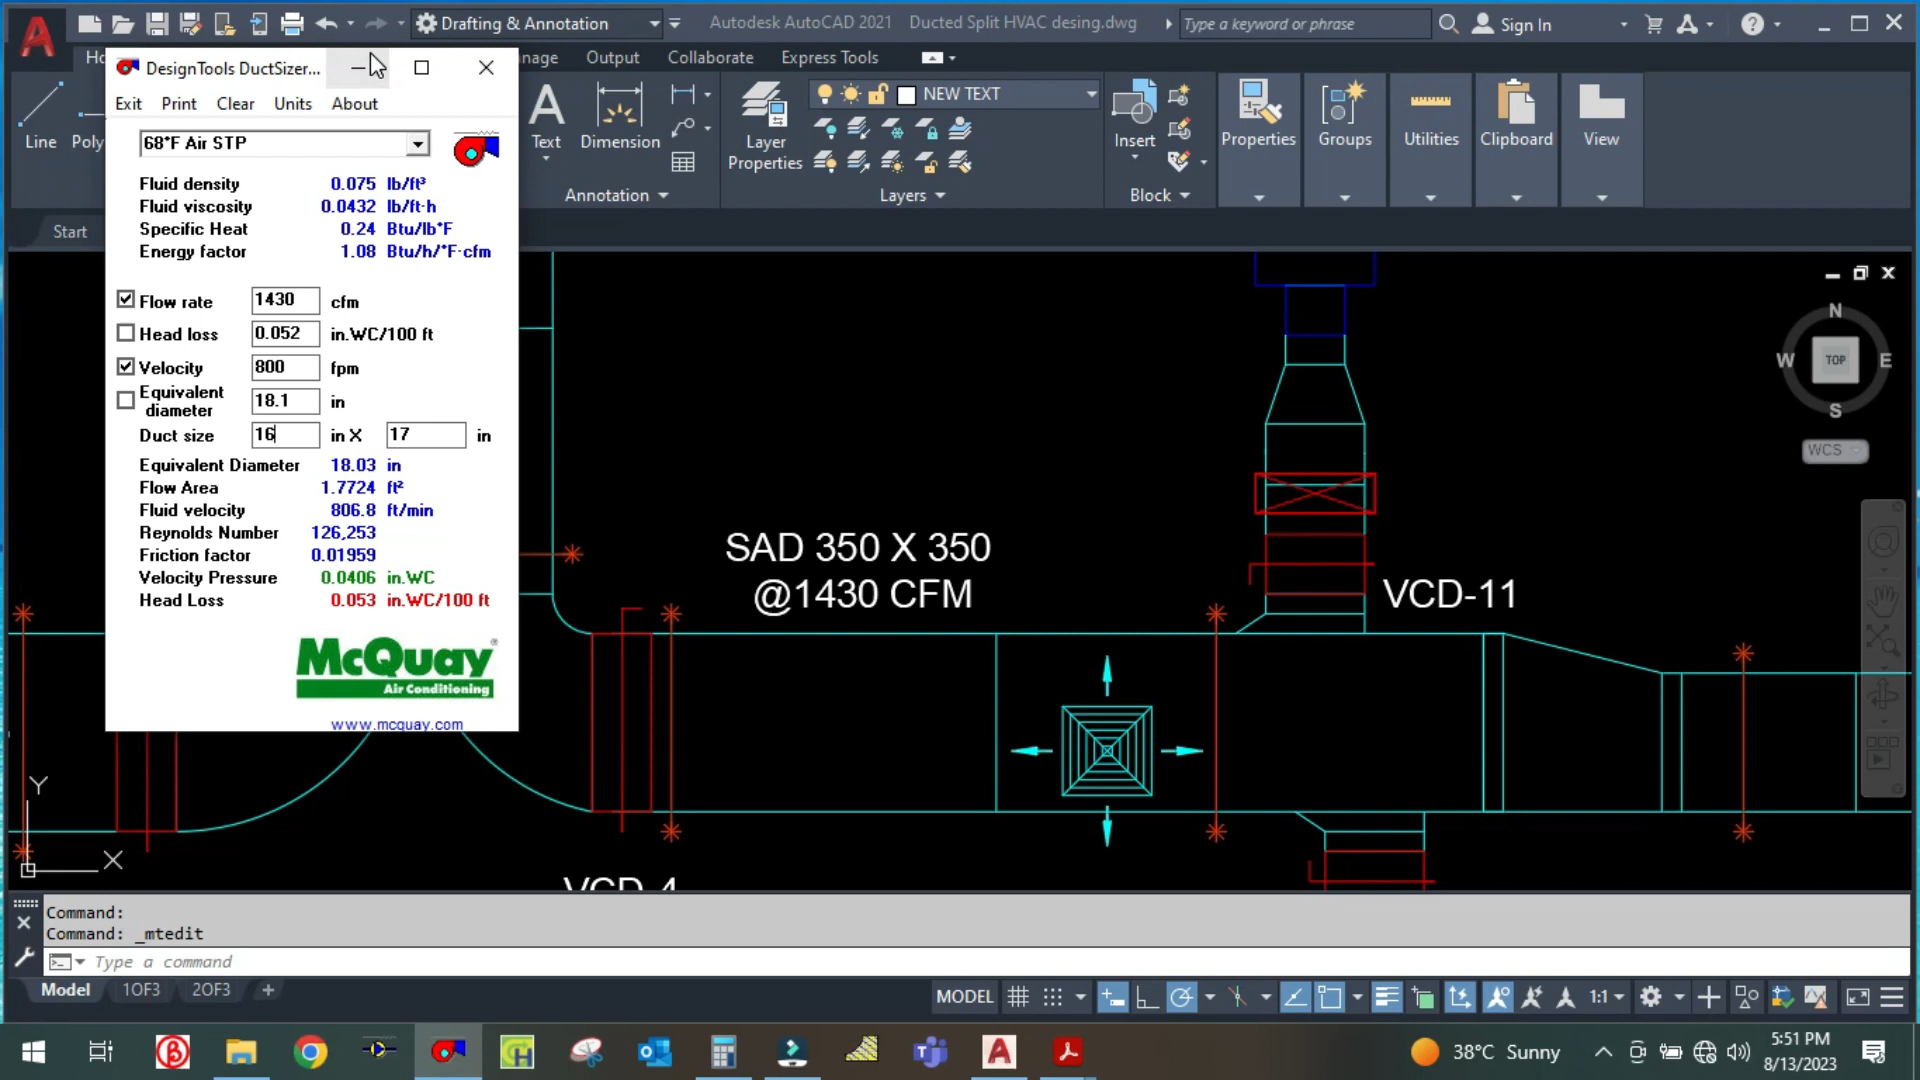 Drafting & Annotation
Autodesk AutoCAD 2021 Ducted Split HVAC desing.dwg
Type a keyword or phrase
Sign In
Output Collaborate Express Tools
DesignTools DuctSizer...
Exit Print Clear Units About
68*F Air STP
Fluid density 0.075 lb/ft³
Fluid viscosity 0.0432 lb/ft·h
Specific Heat 0.24 Btu/lb*F
Energy factor 1.08 Btu/h/*F·cfm
Flow rate 1430 cfm
Head loss 0.052 in.WC/100 ft
Velocity 800 fpm
Equivalent diameter 18.1 in
Duct size 16 in X 17 in
Equivalent Diameter 18.03 in
Flow Area 1.7724 ft²
Fluid velocity 806.8 ft/min
Reynolds Number 126,253
Friction factor 0.01959
Velocity Pressure 0.0406 in.WC
Head Loss 0.053 in.WC/100 ft
McQuay®
Air Conditioning
www.mcquay.com
Line
Text
Dimension
Annotation
Layer Properties
NEW TEXT
Layers
Insert
Block
Properties
Groups
Utilities
Clipboard
View
Start
SAD 350 X 350
@1430 CFM
VCD-11
N
W TOP E
S
WCS
Y
X
Command:
Command: _mtedit
Type a command
Model 1OF3 2OF3 +
MODEL
1:1
38°C Sunny
5:51 PM
8/13/2023